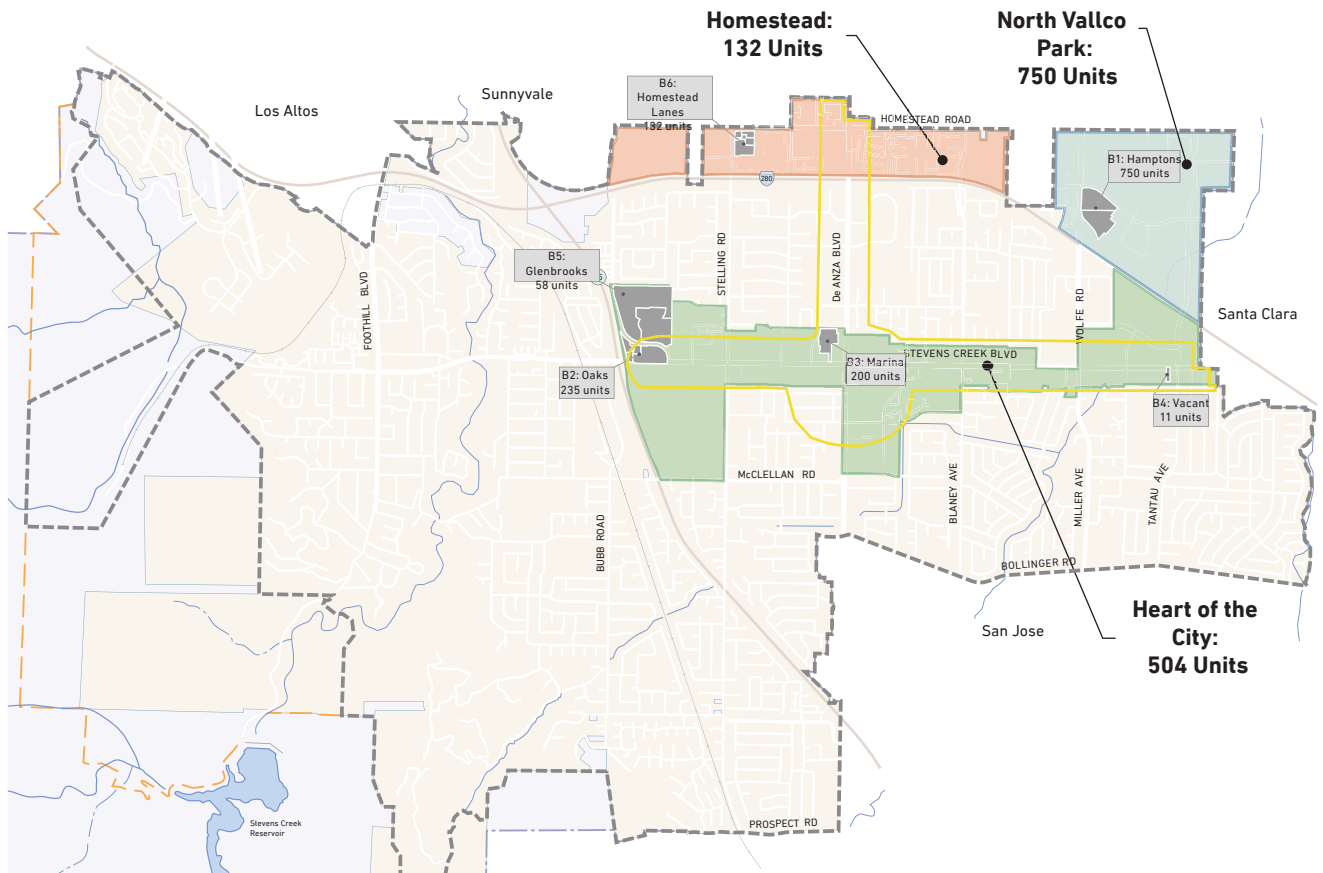 Homestead:
132 Units
North Vallco
Park:
750 Units
Los Altos
Sunnyvale
B6:
Homestead
Lanes
132 units
HOMESTEAD ROAD
B1: Hamptons
750 units
280
B5:
Glenbrooks
58 units
STELLING RD
De ANZA BLVD
FOOTHILL BLVD
WOLFE RD
Santa Clara
STEVENS CREEK BLVD
B3: Marina
200 units
B2: Oaks
235 units
B4: Vacant
11 units
McCLELLAN RD
BLANEY AVE
MILLER AVE
TANTAU AVE
BUBB ROAD
BOLLINGER RD
San Jose
Heart of the
City:
504 Units
Stevens Creek
Reservoir
PROSPECT RD